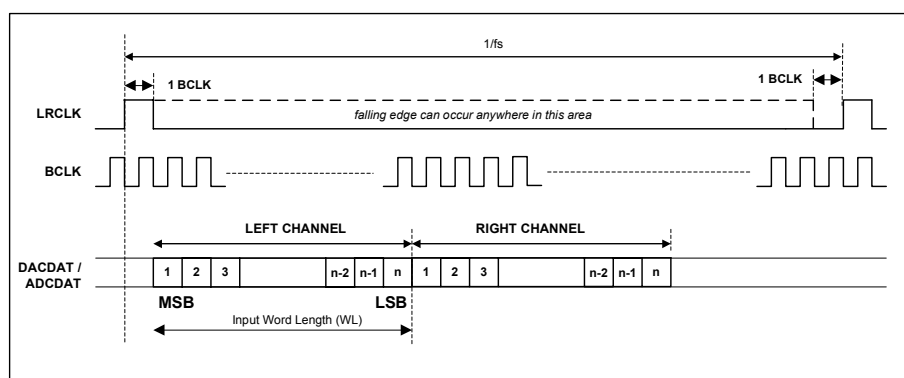 1/fs
1 BCLK
1 BCLK
LRCLK
falling edge can occur anywhere in this area
BCLK
LEFT CHANNEL
RIGHT CHANNEL
DACDAT /
ADCDAT
1 2 3 n-2 n-1 n 1 2 3 n-2 n-1 n
MSB
LSB
Input Word Length (WL)